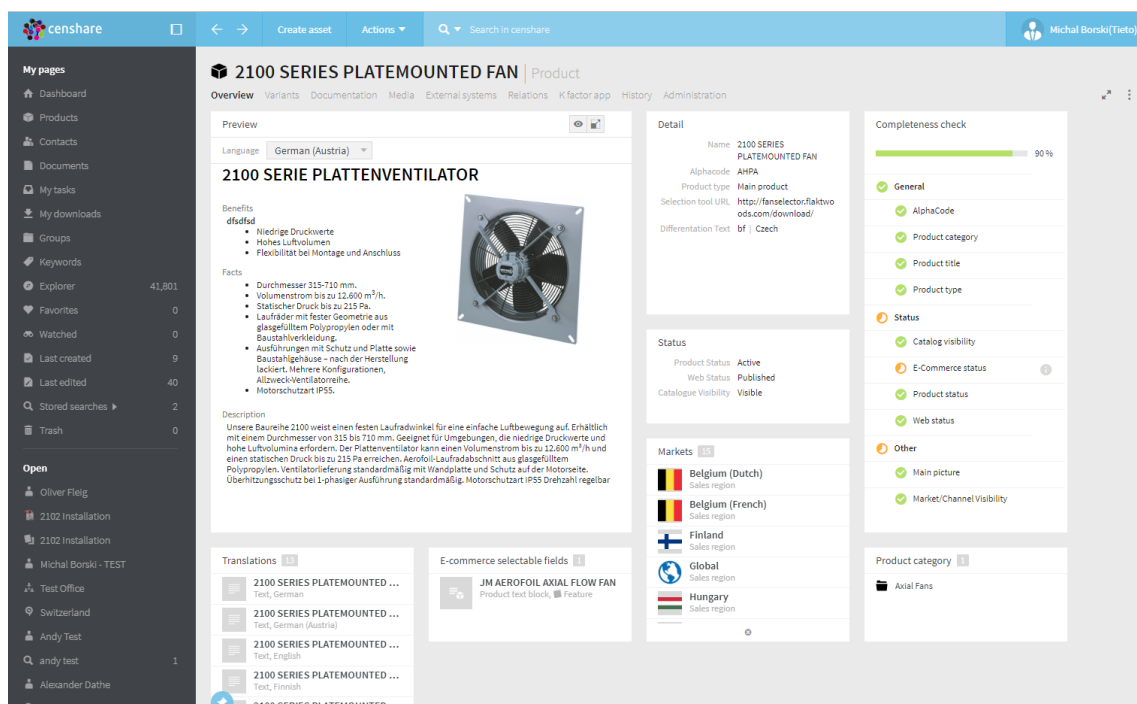 censhare
Create asset
Actions
Search in censhare
Michal Borski(Tieto)
My pages
Dashboard
Products
Contacts
Documents
My tasks
My downloads
Groups
Keywords
Explorer 41,801
Favorites 0
Watched 0
Last created 9
Last edited 40
Stored searches 2
Trash 0
Open
Oliver Fleig
2102 Installation
2102 Installation
Michal Borski - TEST
Test Office
Switzerland
Andy Test
andy test 1
Alexander Dathe
2100 SERIES PLATEMOUNTED FAN | Product
Overview Variants Documentation Media External systems Relations K factor app History Administration
Preview
Language German (Austria)
2100 SERIE PLATTENVENTILATOR
Benefits
dfsdfsd
• Niedrige Druckwerte
• Hohes Luftvolumen
• Flexibilität bei Montage und Anschluss
Facts
• Durchmesser 315-710 mm.
• Volumenstrom bis zu 12.600 m³/h.
• Statischer Druck bis zu 215 Pa.
• Laufräder mit fester Geometrie aus
glasgefülltem Polypropylen oder mit
Baustahlverkleidung.
• Ausführungen mit Schutz und Platte sowie
Baustahlgehäuse – nach der Herstellung
lackiert. Mehrere Konfigurationen,
Allzweck-Ventilatorreihe.
• Motorschutzart IP55.
Description
Unsere Baureihe 2100 weist einen festen Laufradwinkel für eine einfache Luftbewegung auf. Erhältlich
mit einem Durchmesser von 315 bis 710 mm. Geeignet für Umgebungen, die niedrige Druckwerte und
hohe Luftvolumina erfordern. Der Plattenventilator kann einen Volumenstrom bis zu 12.600 m³/h und
einen statischen Druck bis zu 215 Pa erreichen. Aerofoil-Laufradabschnitt aus glasgefülltem
Polypropylen. Ventilatorlieferung standardmäßig mit Wandplatte und Schutz auf der Motorseite.
Überhitzungsschutz bei 1-phasiger Ausführung standardmäßig. Motorschutzart IP55 Drehzahl regelbar
Translations 13
2100 SERIES PLATEMOUNTED ...
Text, German
2100 SERIES PLATEMOUNTED ...
Text, German (Austria)
2100 SERIES PLATEMOUNTED ...
Text, English
2100 SERIES PLATEMOUNTED ...
Text, Finnish
2100 SERIES PLATEMOUNTED ...
E-commerce selectable fields 1
JM AEROFOIL AXIAL FLOW FAN
Product text block, Feature
Detail
Name 2100 SERIES
PLATEMOUNTED FAN
Alphacode AHPA
Product type Main product
Selection tool URL http://fanselector.flaktwo
ods.com/download/
Differentation Text bf | Czech
Status
Product Status Active
Web Status Published
Catalogue Visibility Visible
Markets 15
Belgium (Dutch)
Sales region
Belgium (French)
Sales region
Finland
Sales region
Global
Sales region
Hungary
Sales region
Completeness check
90 %
General
AlphaCode
Product category
Product title
Product type
Status
Catalog visibility
E-Commerce status
Product status
Web status
Other
Main picture
Market/Channel Visibility
Product category 1
Axial Fans